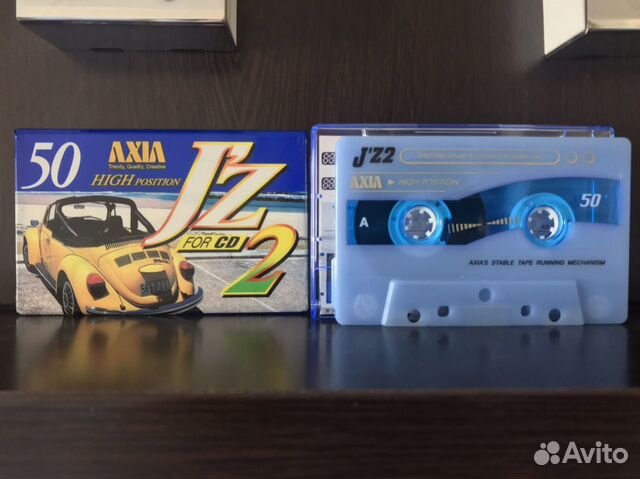 50
AXIA
Trendy, Quality, Creative
HIGH POSITION
J'Z
FOR CD
2
J'Z2
AXIA ► HIGH POSITION
A
50
AXIA'S STABLE TAPE RUNNING MECHANISM
Avito